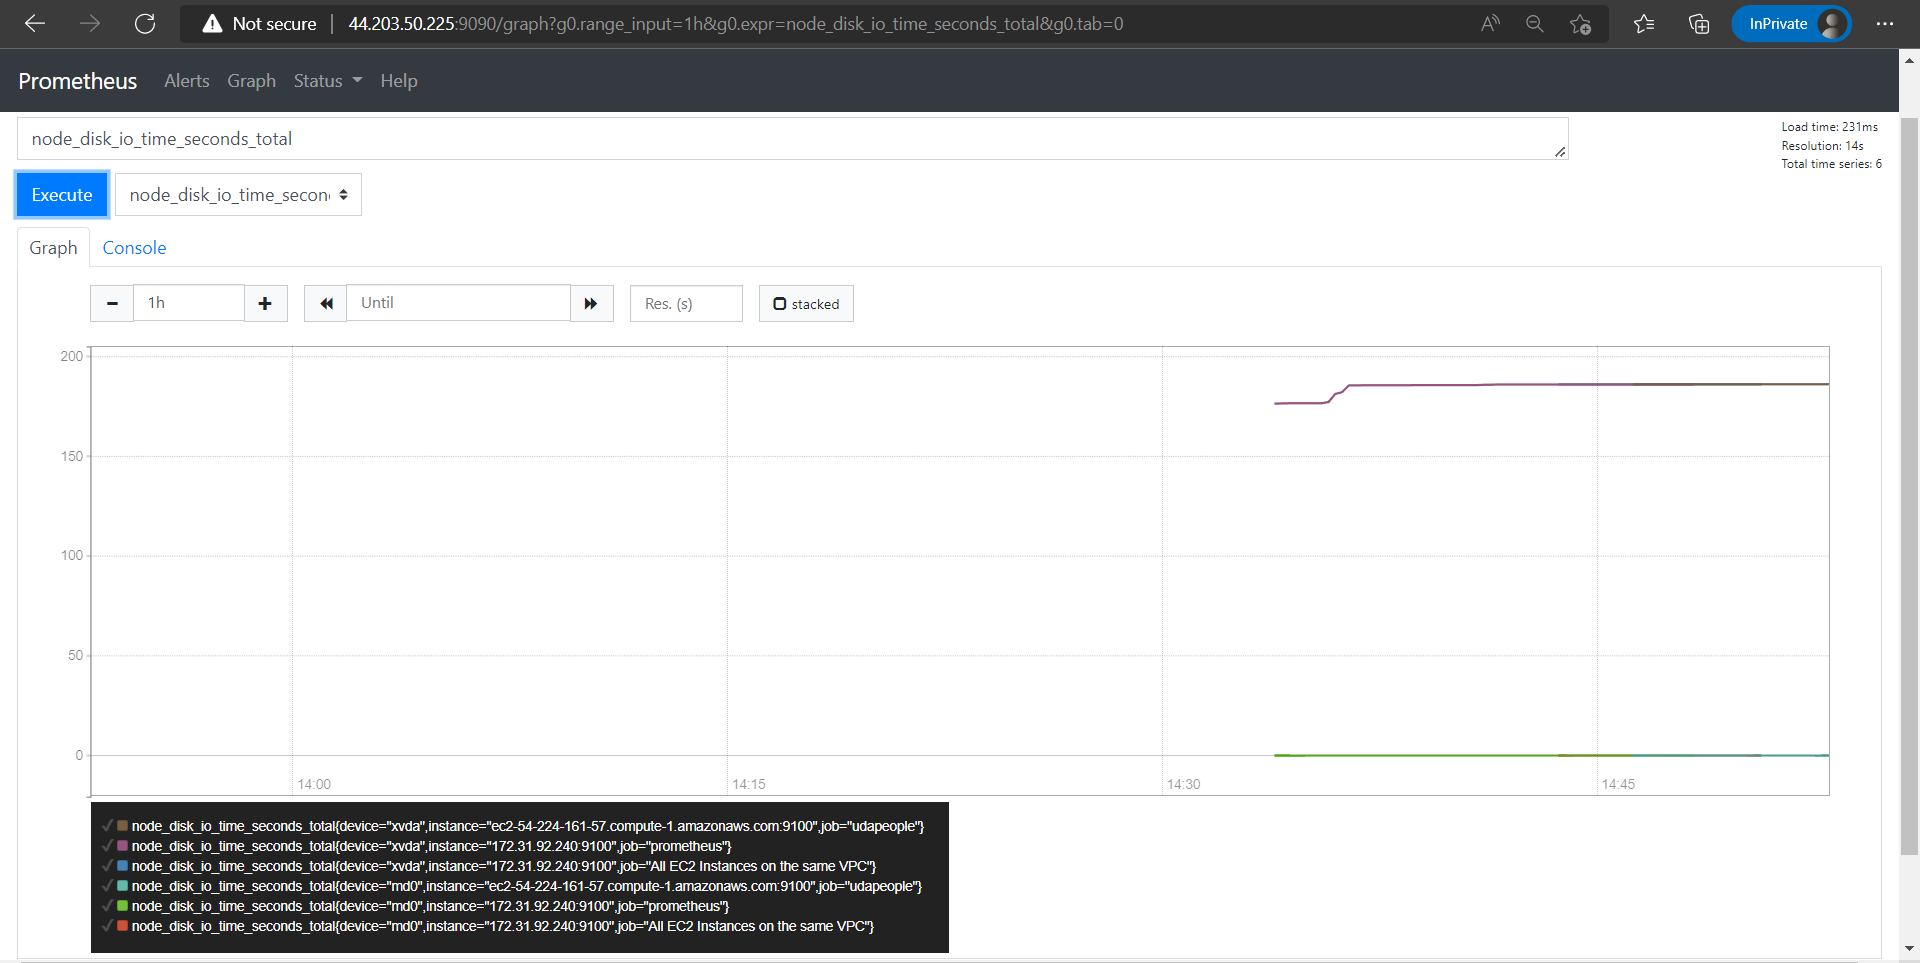 Not secure | 44.203.50.225:9090/graph?g0.range_input=1h&g0.expr=node_disk_io_time_seconds_total&g0.tab=0 InPrivate
Prometheus Alerts Graph Status Help
node_disk_io_time_seconds_total
Load time: 231ms
Resolution: 14s
Total time series: 6
Execute node_disk_io_time_secon
Graph Console
1h Until Res. (s) stacked
200
150
100
50
0
14:00 14:15 14:30 14:45
node_disk_io_time_seconds_total{device="xvda",instance="ec2-54-224-161-57.compute-1.amazonaws.com:9100",job="udapeople"}
node_disk_io_time_seconds_total{device="xvda",instance="172.31.92.240:9100",job="prometheus"}
node_disk_io_time_seconds_total{device="xvda",instance="172.31.92.240:9100",job="All EC2 Instances on the same VPC"}
node_disk_io_time_seconds_total{device="md0",instance="ec2-54-224-161-57.compute-1.amazonaws.com:9100",job="udapeople"}
node_disk_io_time_seconds_total{device="md0",instance="172.31.92.240:9100",job="prometheus"}
node_disk_io_time_seconds_total{device="md0",instance="172.31.92.240:9100",job="All EC2 Instances on the same VPC"}